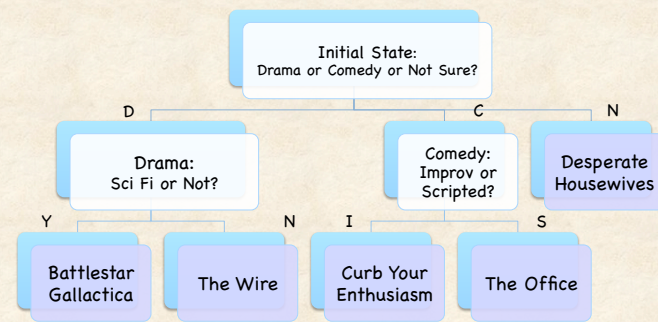 Initial State:
Drama or Comedy or Not Sure?
D
C
N
Drama:
Sci Fi or Not?
Comedy:
Improv or
Scripted?
Desperate
Housewives
Y
N
I
S
Battlestar
Gallactica
The Wire
Curb Your
Enthusiasm
The Office